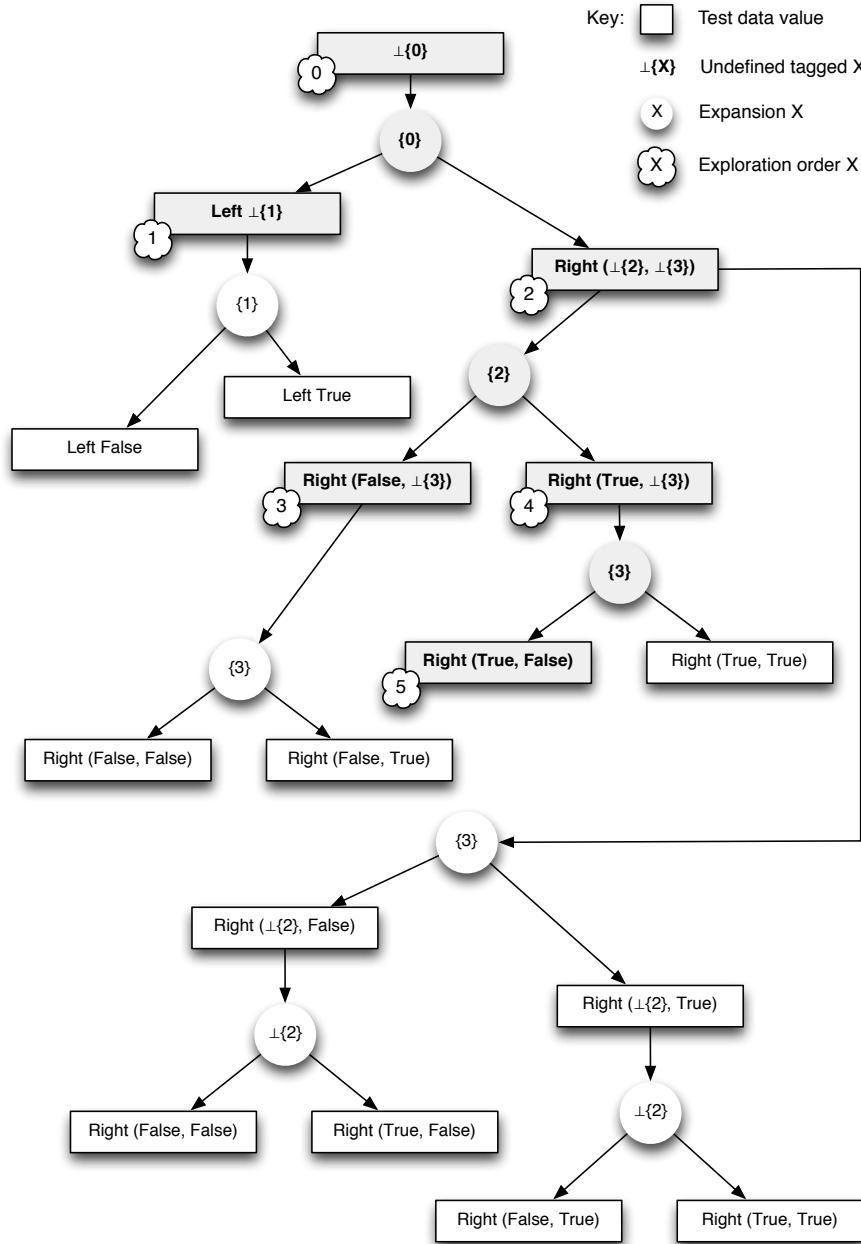 Key:
Test data value
⊥{X} Undefined tagged X
X Expansion X
X Exploration order X
⊥{0}
0
{0}
Left ⊥{1}
1
Right (⊥{2}, ⊥{3})
2
{1}
{2}
Left True
Left False
Right (False, ⊥{3})
3
Right (True, ⊥{3})
4
{3}
Right (True, False)
5
Right (True, True)
{3}
Right (False, False)
Right (False, True)
{3}
Right (⊥{2}, False)
Right (⊥{2}, True)
⊥{2}
⊥{2}
Right (False, False)
Right (True, False)
Right (False, True)
Right (True, True)